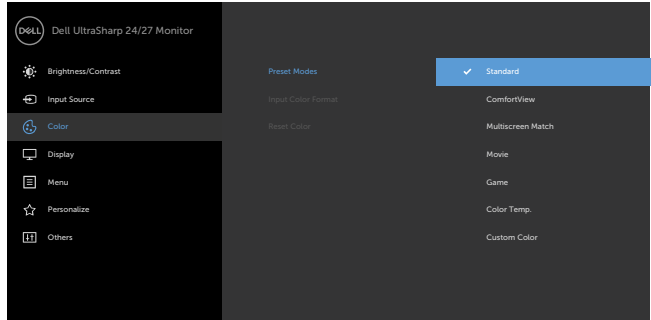 DELL
Dell UltraSharp 24/27 Monitor
Brightness/Contrast
Input Source
Color
Display
Menu
Personalize
Others
Preset Modes
Input Color Format
Reset Color
Standard
ComfortView
Multiscreen Match
Movie
Game
Color Temp.
Custom Color